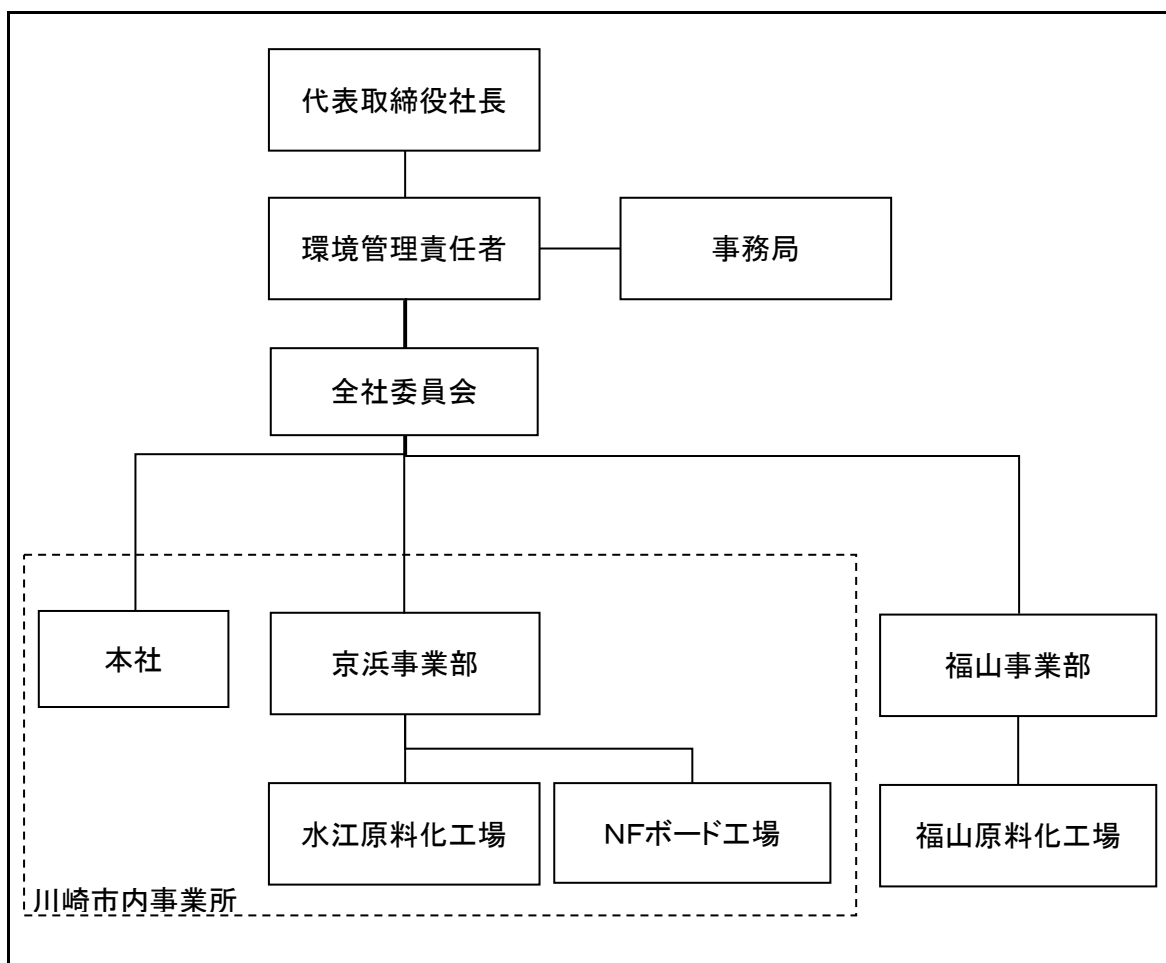 代表取締役社長
環境管理責任者
事務局
全社委員会
本社
京浜事業部
福山事業部
水江原料化工場
NFボード工場
福山原料化工場
川崎市内事業所